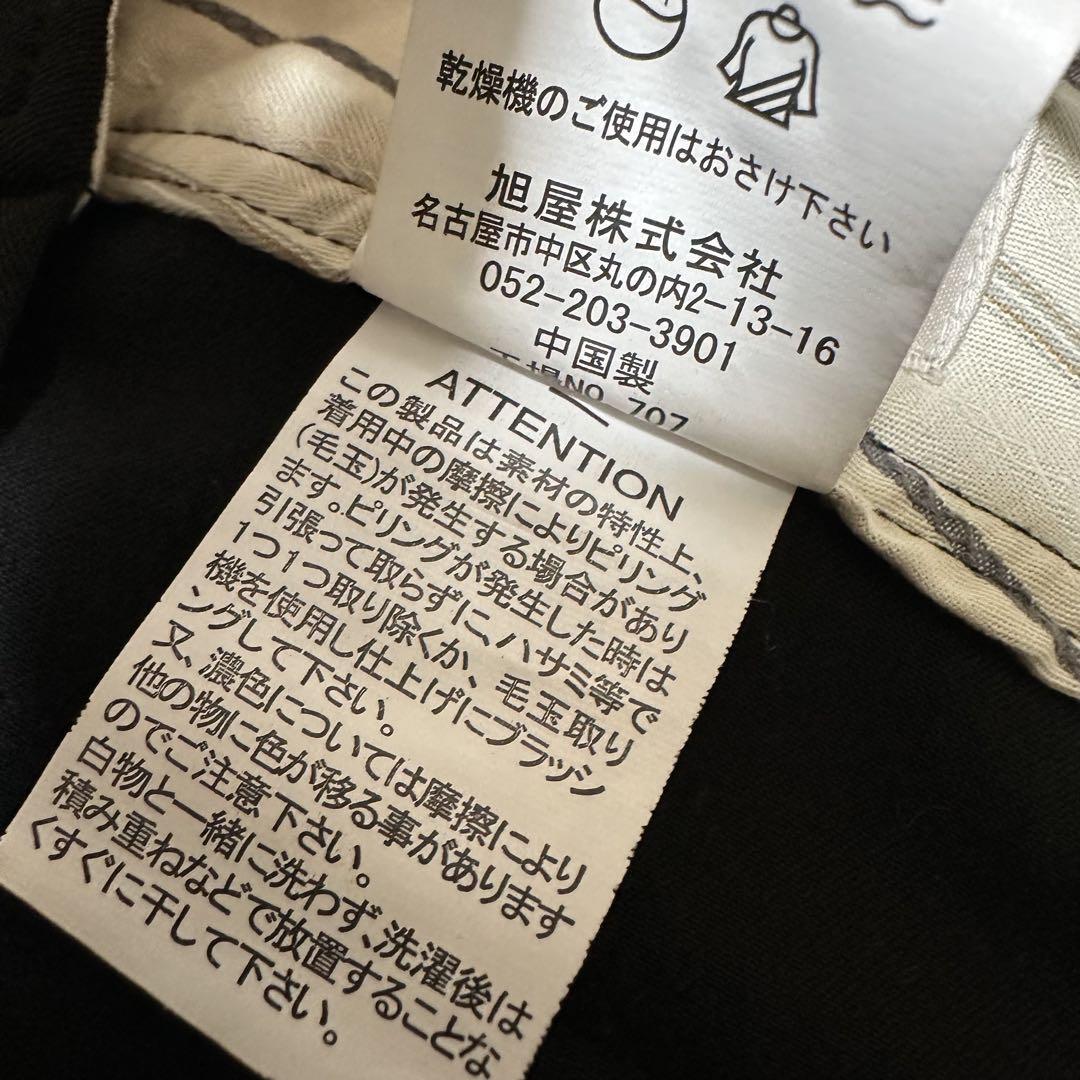 乾燥機のご使用はおさけ下さい
旭屋株式会社
名古屋市中区丸の内2-13-16
052-203-3901
中国製
工場NO.707
ATTENTION
この製品は素材の特性上、
着用中の摩擦によりピリング
(毛玉)が発生する場合があり
ます。ピリングが発生した時は
引張って取らずに、ハサミ等で
1つ1つ取り除くか、毛玉取り
機を使用し仕上げにブラッシ
ングして下さい。
又、濃色については摩擦により
他の物に色が移る事があります
のでご注意下さい。
白物と一緒に洗わず、洗濯後は
積み重ねなどで放置することな
くすぐに干して下さい。